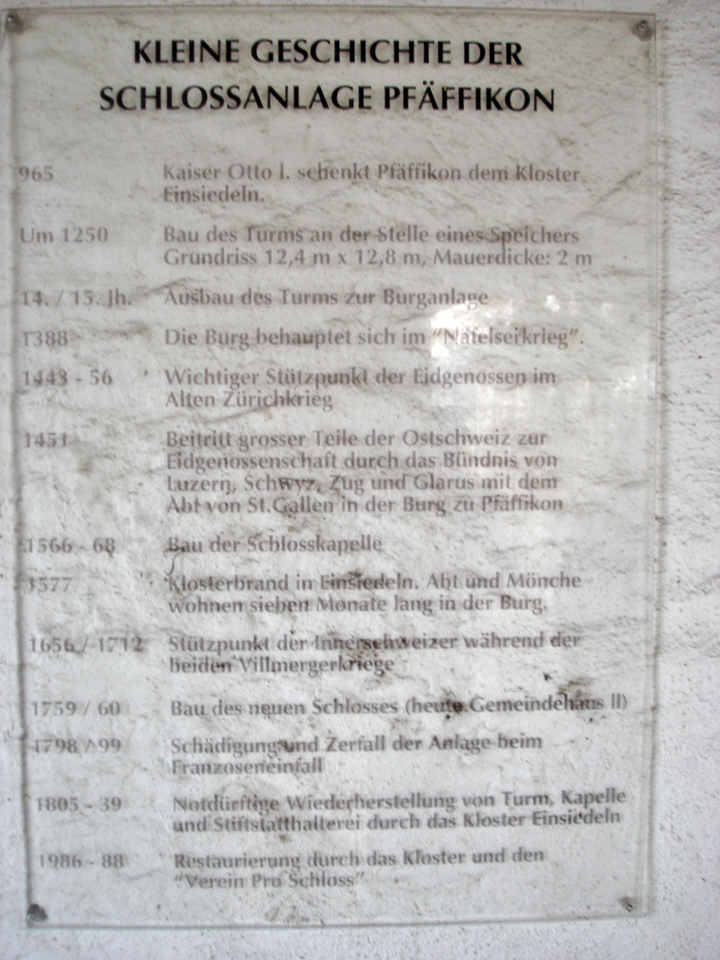 KLEINE GESCHICHTE DER
SCHLOSSANLAGE PFÄFFIKON
965 Kaiser Otto I. schenkt Pfäffikon dem Kloster
Einsiedeln.
Um 1250 Bau des Turms an der Stelle eines Speichers
Grundriss 12,4 m x 12,8 m, Mauerdicke: 2 m
14. / 15. Jh. Ausbau des Turms zur Burganlage
1388 Die Burg behauptet sich im "Näfelserkrieg".
1443 - 56 Wichtiger Stützpunkt der Eidgenossen im
Alten Zürichkrieg
1451 Beitritt grosser Teile der Ostschweiz zur
Eidgenossenschaft durch das Bündnis von
Luzern, Schwyz, Zug und Glarus mit dem
Abt von St.Gallen in der Burg zu Pfäffikon
1566 - 68 Bau der Schlosskapelle
1577 Klosterbrand in Einsiedeln. Abt und Mönche
wohnen sieben Monate lang in der Burg.
1656 / 1712 Stützpunkt der Innerschweizer während der
beiden Villmergerkriege
1759 / 60 Bau des neuen Schlosses (heute Gemeindehaus II)
1798 / 99 Schädigung und Zerfall der Anlage beim
Franzoseneinfall
1805 - 39 Notdürftige Wiederherstellung von Turm, Kapelle
und Stiftstatthalterei durch das Kloster Einsiedeln
1986 - 88 Restaurierung durch das Kloster und den
"Verein Pro Schloss"